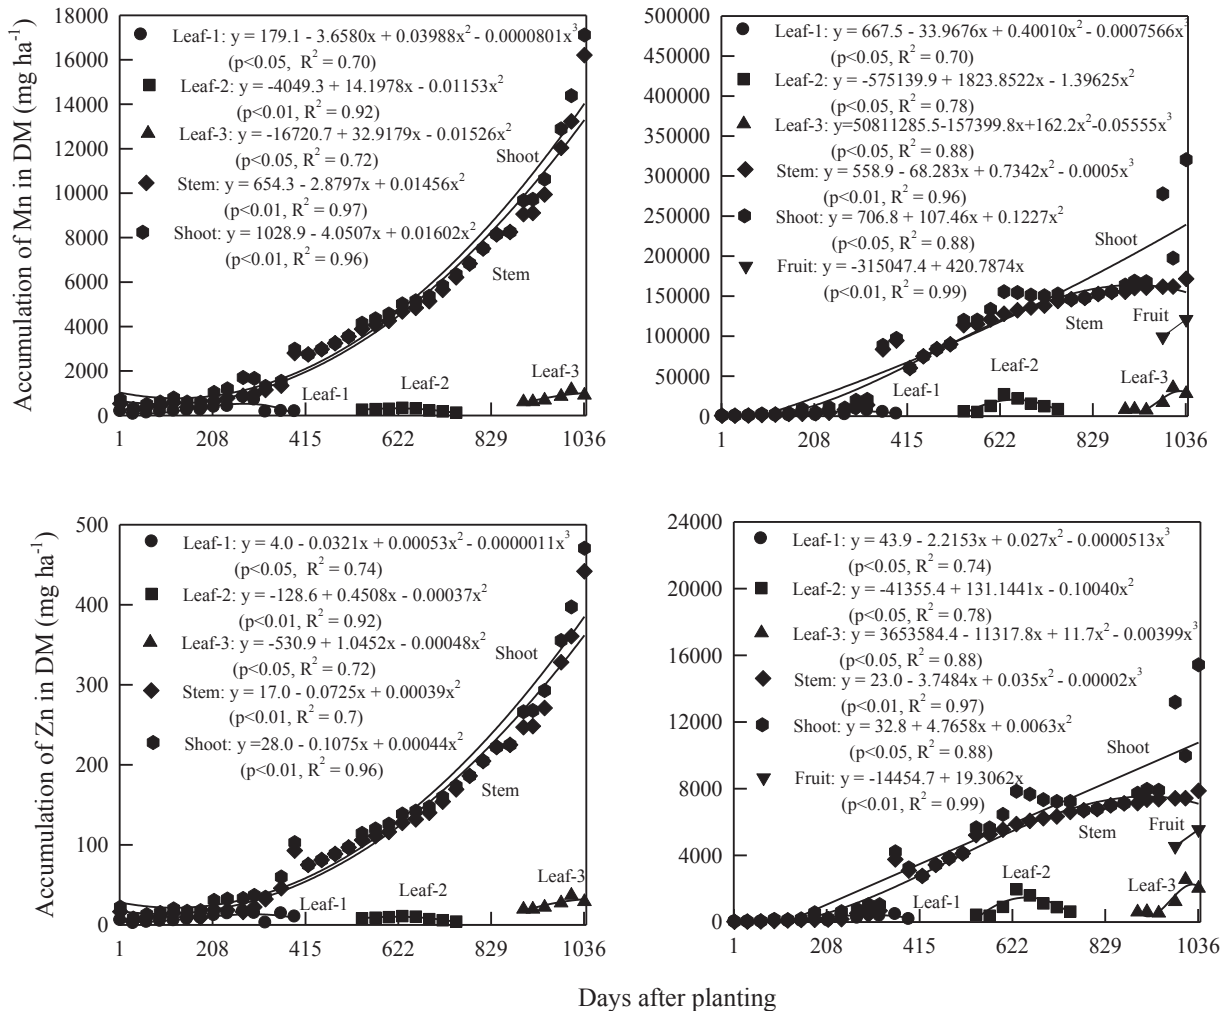 Accumulation of Mn in DM (mg ha⁻¹)
18000
16000
14000
12000
10000
8000
6000
4000
2000
0
Leaf-1: y = 179.1 - 3.6580x + 0.03988x² - 0.0000801x³
(p<0.05, R² = 0.70)
Leaf-2: y = -4049.3 + 14.1978x - 0.01153x²
(p<0.01, R² = 0.92)
Leaf-3: y = -16720.7 + 32.9179x - 0.01526x²
(p<0.05, R² = 0.72)
Stem: y = 654.3 - 2.8797x + 0.01456x²
(p<0.01, R² = 0.97)
Shoot: y = 1028.9 - 4.0507x + 0.01602x²
(p<0.01, R² = 0.96)
Shoot
Stem
Leaf-1
Leaf-2
Leaf-3
1 208 415 622 829 1036
500000
450000
400000
350000
300000
250000
200000
150000
100000
50000
0
Leaf-1: y = 667.5 - 33.9676x + 0.40010x² - 0.0007566x³
(p<0.05, R² = 0.70)
Leaf-2: y = -575139.9 + 1823.8522x - 1.39625x²
(p<0.05, R² = 0.78)
Leaf-3: y=50811285.5-157399.8x+162.2x²-0.05555x³
(p<0.05, R² = 0.88)
Stem: y = 558.9 - 68.283x + 0.7342x² - 0.0005x³
(p<0.01, R² = 0.96)
Shoot: y = 706.8 + 107.46x + 0.1227x²
(p<0.05, R² = 0.88)
Fruit: y = -315047.4 + 420.7874x
(p<0.01, R² = 0.99)
Shoot
Stem
Fruit
Leaf-1
Leaf-2
Leaf-3
1 208 415 622 829 1036
Accumulation of Zn in DM (mg ha⁻¹)
500
400
300
200
100
0
Leaf-1: y = 4.0 - 0.0321x + 0.00053x² - 0.0000011x³
(p<0.05, R² = 0.74)
Leaf-2: y = -128.6 + 0.4508x - 0.00037x²
(p<0.01, R² = 0.92)
Leaf-3: y = -530.9 + 1.0452x - 0.00048x²
(p<0.05, R² = 0.72)
Stem: y = 17.0 - 0.0725x + 0.00039x²
(p<0.01, R² = 0.7)
Shoot: y =28.0 - 0.1075x + 0.00044x²
(p<0.01, R² = 0.96)
Shoot
Stem
Leaf-1
Leaf-2
Leaf-3
1 208 415 622 829 1036
24000
20000
16000
12000
8000
4000
0
Leaf-1: y = 43.9 - 2.2153x + 0.027x² - 0.0000513x³
(p<0.05, R² = 0.74)
Leaf-2: y = -41355.4 + 131.1441x - 0.10040x²
(p<0.05, R² = 0.78)
Leaf-3: y = 3653584.4 - 11317.8x + 11.7x² - 0.00399x³
(p<0.05, R² = 0.88)
Stem: y = 23.0 - 3.7484x + 0.035x² - 0.00002x³
(p<0.01, R² = 0.97)
Shoot: y = 32.8 + 4.7658x + 0.0063x²
(p<0.05, R² = 0.88)
Fruit: y = -14454.7 + 19.3062x
(p<0.01, R² = 0.99)
Shoot
Stem
Fruit
Leaf-1
Leaf-2
Leaf-3
1 208 415 622 829 1036
Days after planting